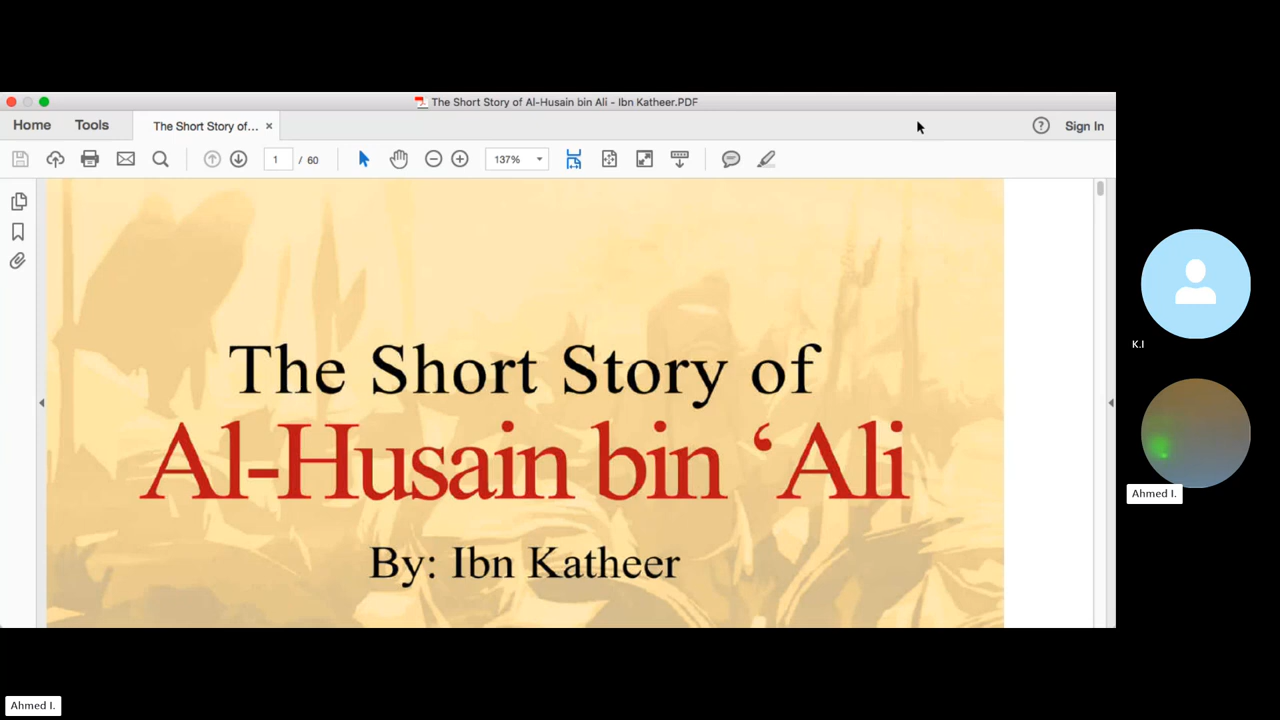 The Short Story of Al-Husain bin Ali - Ibn Katheer.PDF
Home Tools The Short Story of... × ? Sign In
1 / 60 137%
The Short Story of
Al-Husain bin ‘Ali
By: Ibn Katheer
K.I
Ahmed I.
Ahmed I.